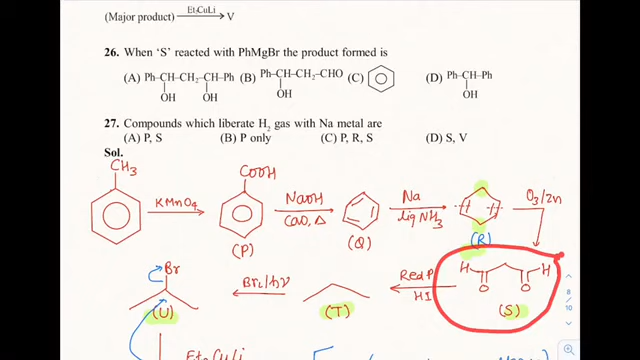 (Major product) Et₂CuLi→ V
26. When 'S' reacted with PhMgBr the product formed is
(A) Ph–CH–CH₂–CH–Ph (B) Ph–CH–CH₂–CHO (C) (D) Ph–CH–Ph
OH OH OH OH
27. Compounds which liberate H₂ gas with Na metal are
(A) P, S (B) P only (C) P, R, S (D) S, V
Sol.
CH₃ COOH
KMnO₄ NaOH CaO, Δ Na liq NH₃ O₃/Zn
(P) (Q) (R)
Br H H
Br₂/hν Red P HI O O
(U) (T) (S)
Et₂CuLi
8
10